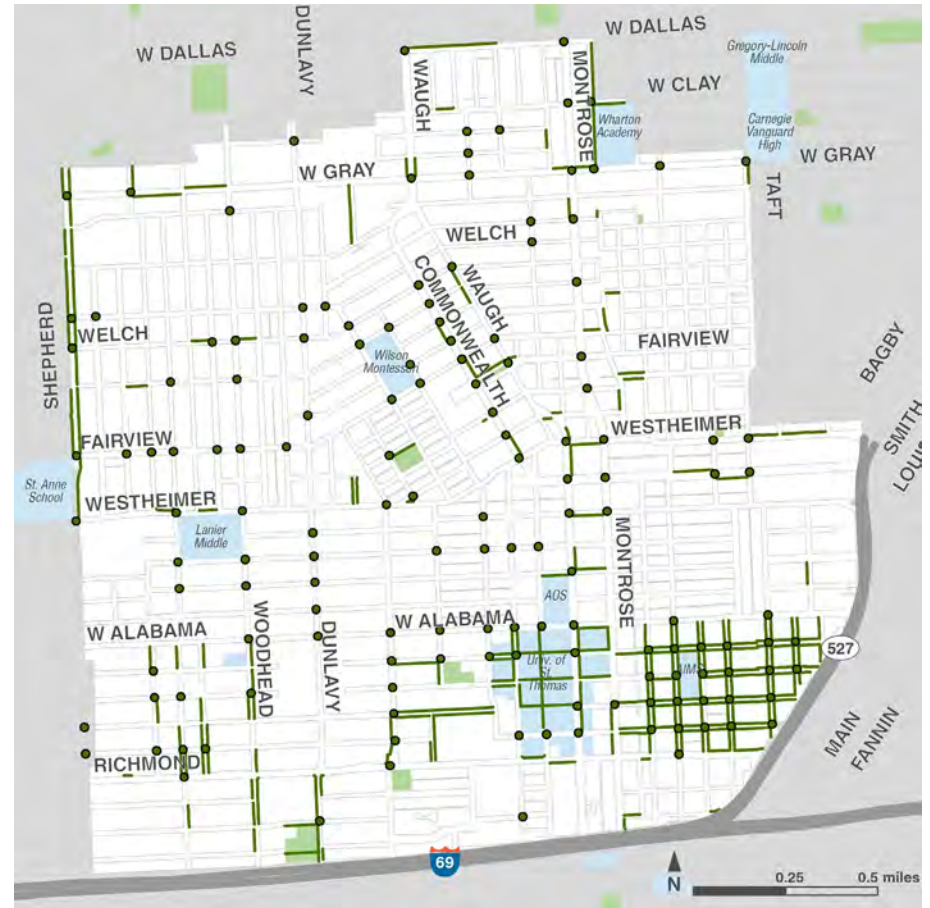 W DALLAS
DUNLAVY
W DALLAS
Gregory-Lincoln
Middle
WAUGH
MONTROSE
W CLAY
Wharton
Academy
Carnegie
Vanguard
High
W GRAY
W GRAY
TAFT
WELCH
COMMONWEALTH
WAUGH
SHEPHERD
WELCH
Wilson
Montessori
FAIRVIEW
BAGBY
FAIRVIEW
WESTHEIMER
SMITH
St. Anne
School
WESTHEIMER
Lanier
Middle
MONTROSE
AOS
W ALABAMA
WOODHEAD
DUNLAVY
W ALABAMA
Univ. of
St.
Thomas
527
MAIN
FANNIN
RICHMOND
69
N
0.25
0.5 miles